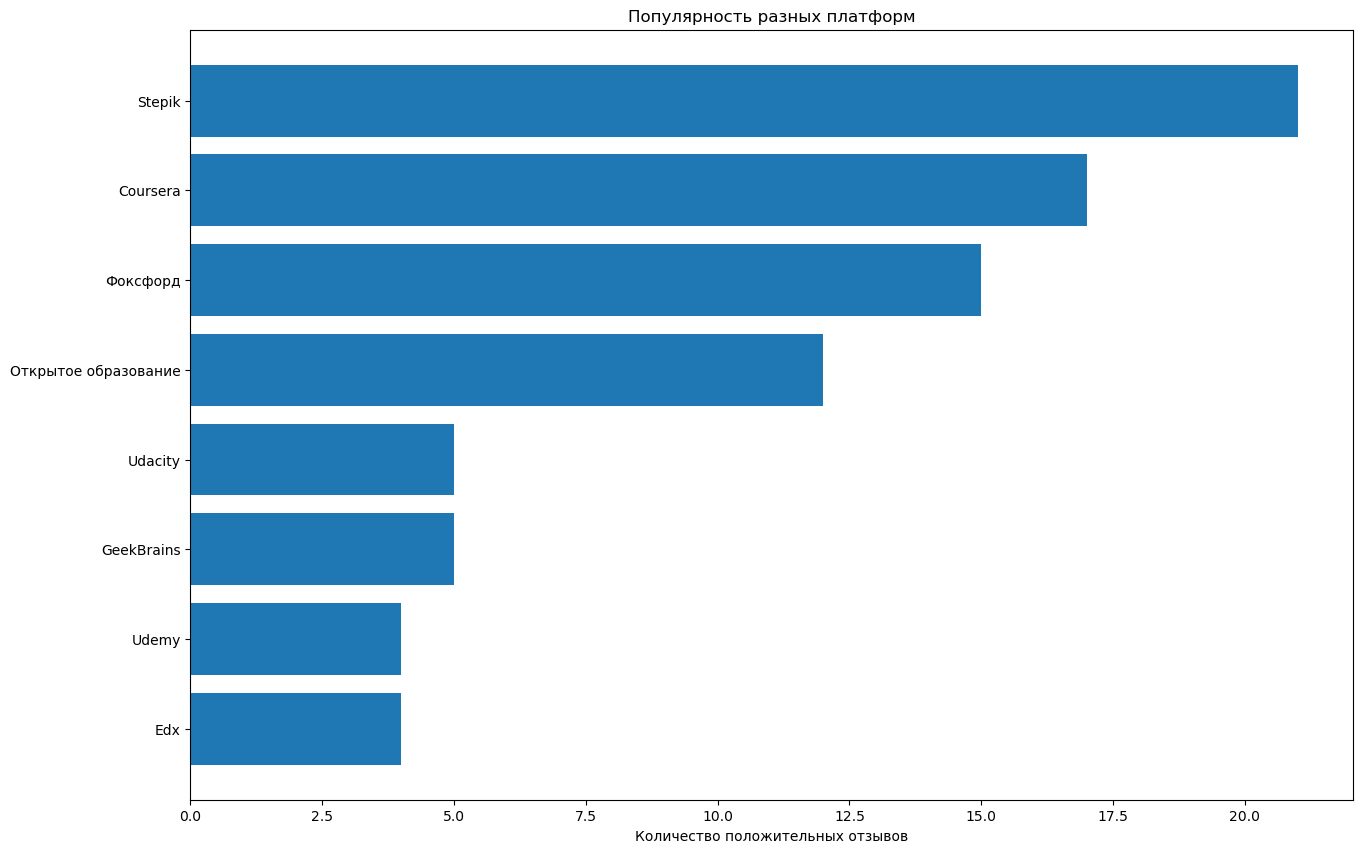 Популярность разных платформ
Stepik
Coursera
Фоксфорд
Открытое образование
Udacity
GeekBrains
Udemy
Edx
0.0 2.5 5.0 7.5 10.0 12.5 15.0 17.5 20.0
Количество положительных отзывов